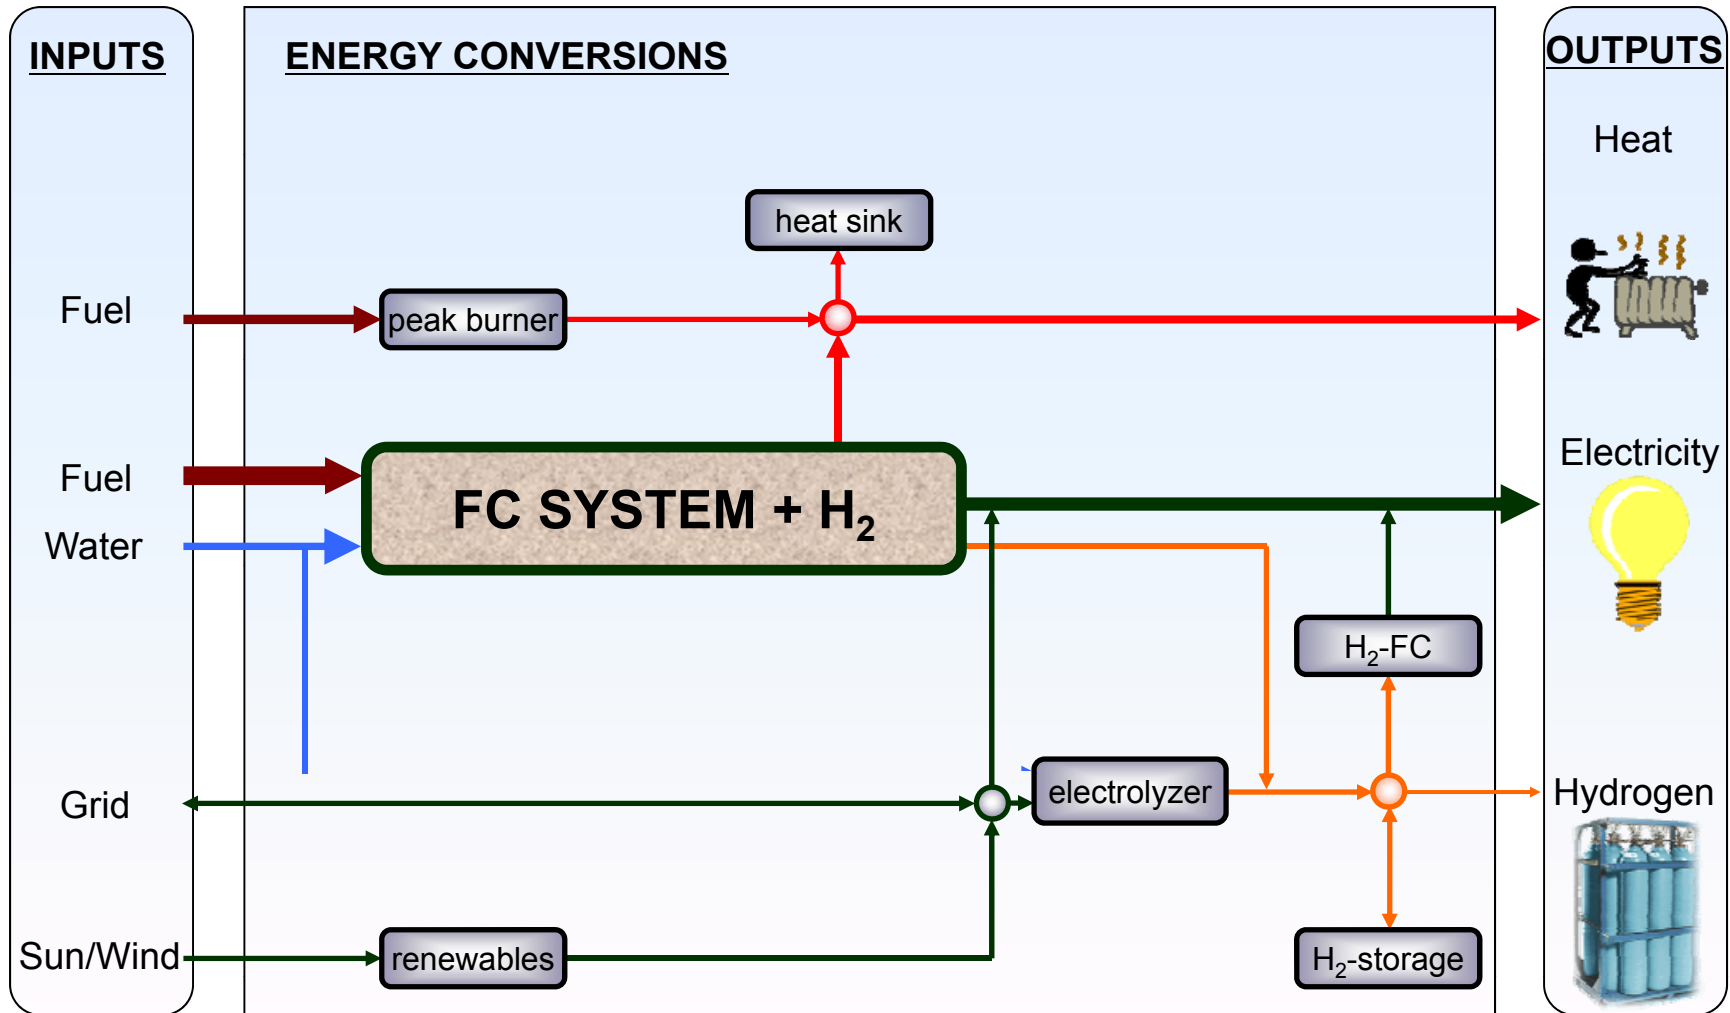 INPUTS
ENERGY CONVERSIONS
OUTPUTS
Heat
heat sink
Fuel
peak burner
Fuel
FC SYSTEM + H₂
Electricity
Water
H₂-FC
Grid
electrolyzer
Hydrogen
Sun/Wind
renewables
H₂-storage